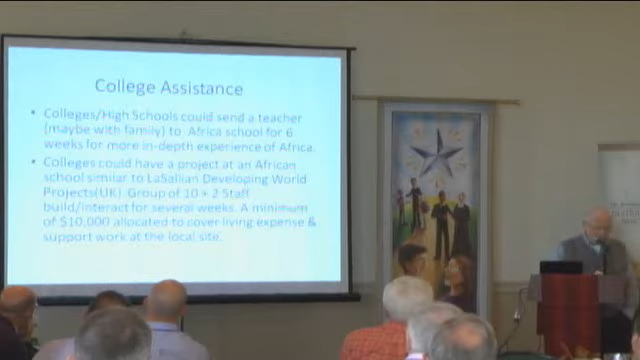 College Assistance
• Colleges/High Schools could send a teacher
(maybe with family) to Africa school for 6
weeks for more in-depth experience of Africa.
• Colleges could have a project at an African
school similar to LaSallian Developing World
Projects(UK). Group of 10 + 2 Staff
build/interact for several weeks. A minimum
of $10,000 allocated to cover living expense &
support work at the local site.